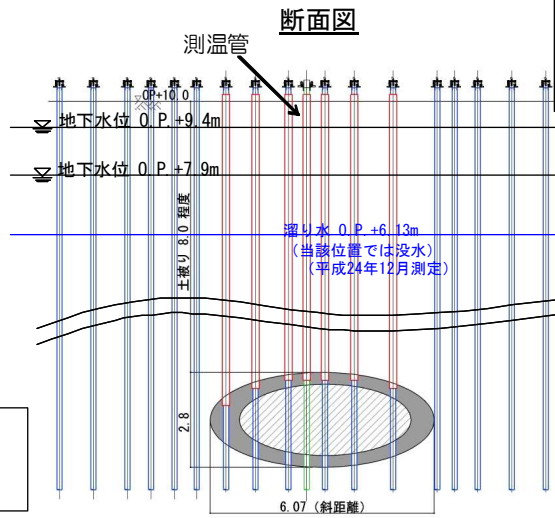 断面図
測温管
OP+10.0
地下水位 O.P.+9.4m
地下水位 O.P.+7.9m
土被り 8.0 程度
溜り水 O.P.+6.13m
(当該位置では没水)
(平成24年12月測定)
2.8
6.07 (斜距離)